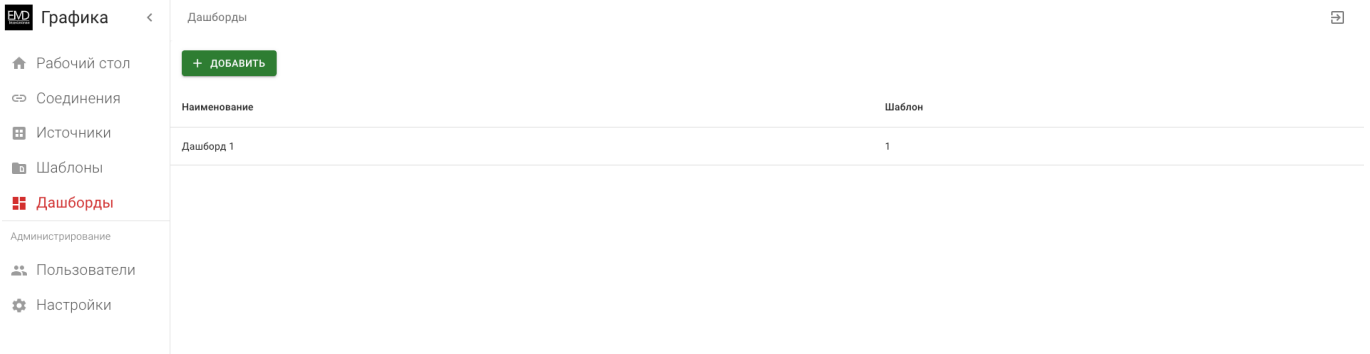 EMD Графика
Дашборды
Рабочий стол
Соединения
Источники
Шаблоны
Дашборды
Администрирование
Пользователи
Настройки
+ ДОБАВИТЬ
Наименование Шаблон
Дашборд 1 1